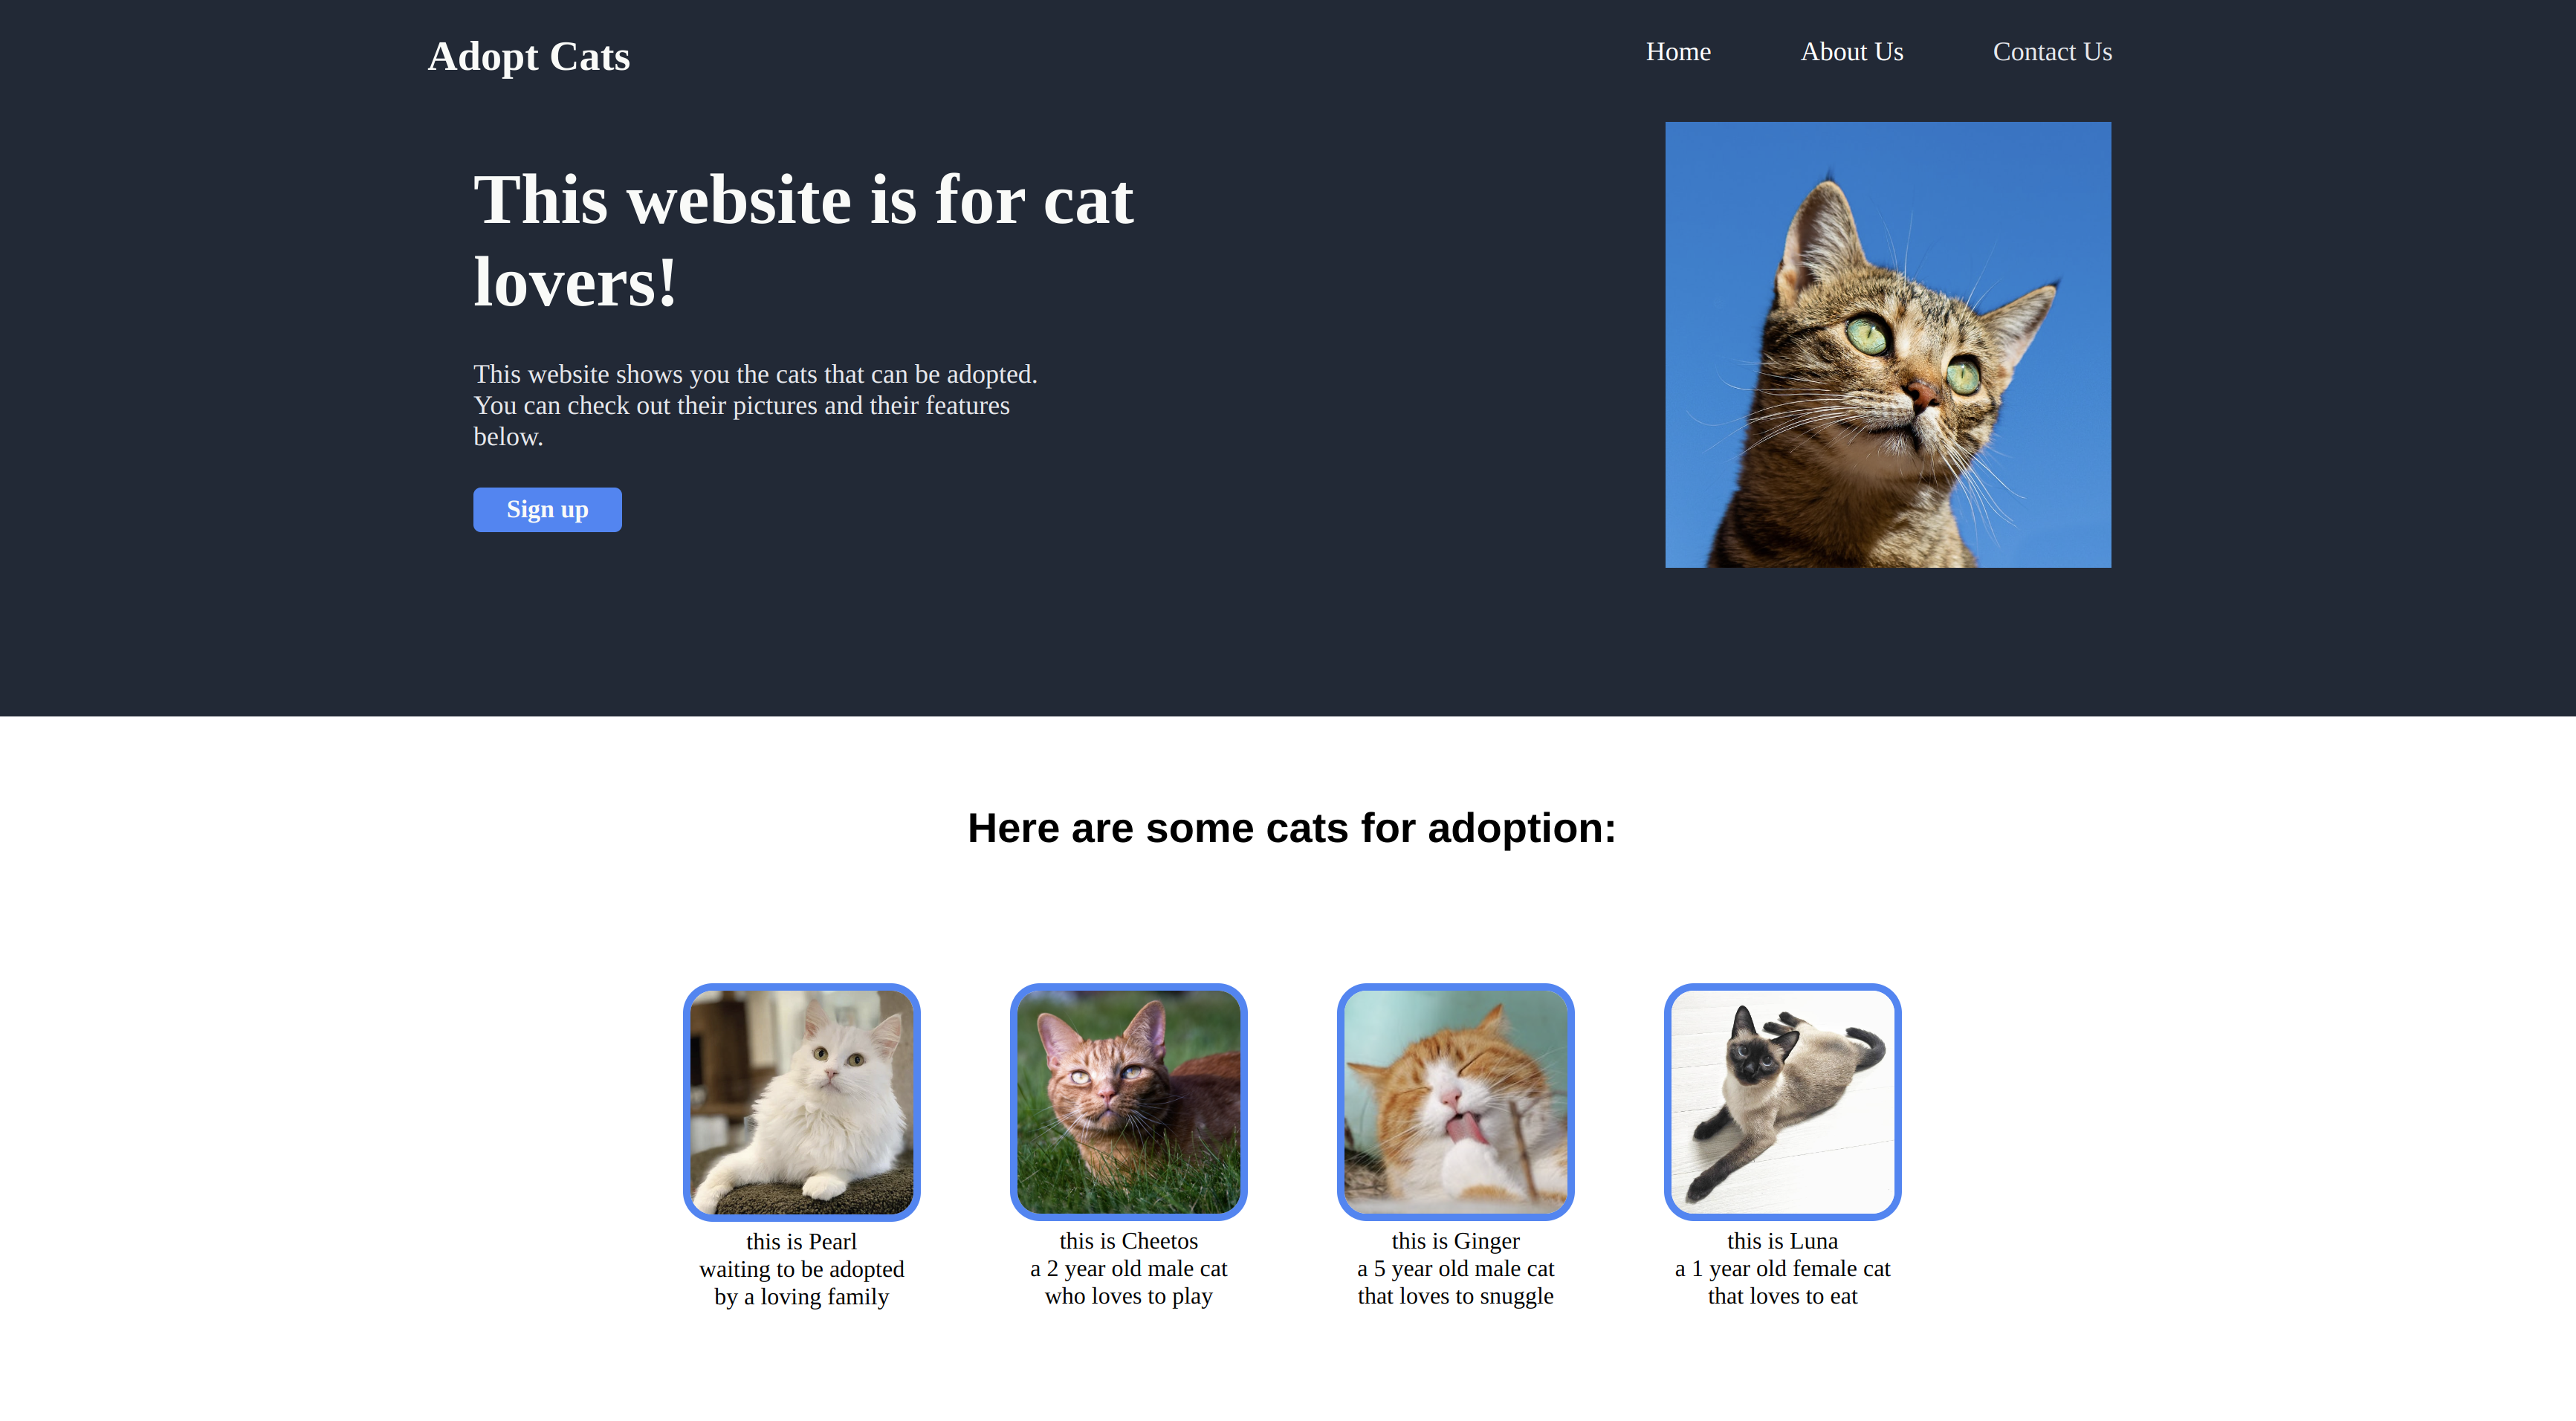 Adopt Cats
Home
About Us
Contact Us
This website is for cat
lovers!
This website shows you the cats that can be adopted.
You can check out their pictures and their features
below.
Sign up
Here are some cats for adoption:
this is Pearl
waiting to be adopted
by a loving family
this is Cheetos
a 2 year old male cat
who loves to play
this is Ginger
a 5 year old male cat
that loves to snuggle
this is Luna
a 1 year old female cat
that loves to eat